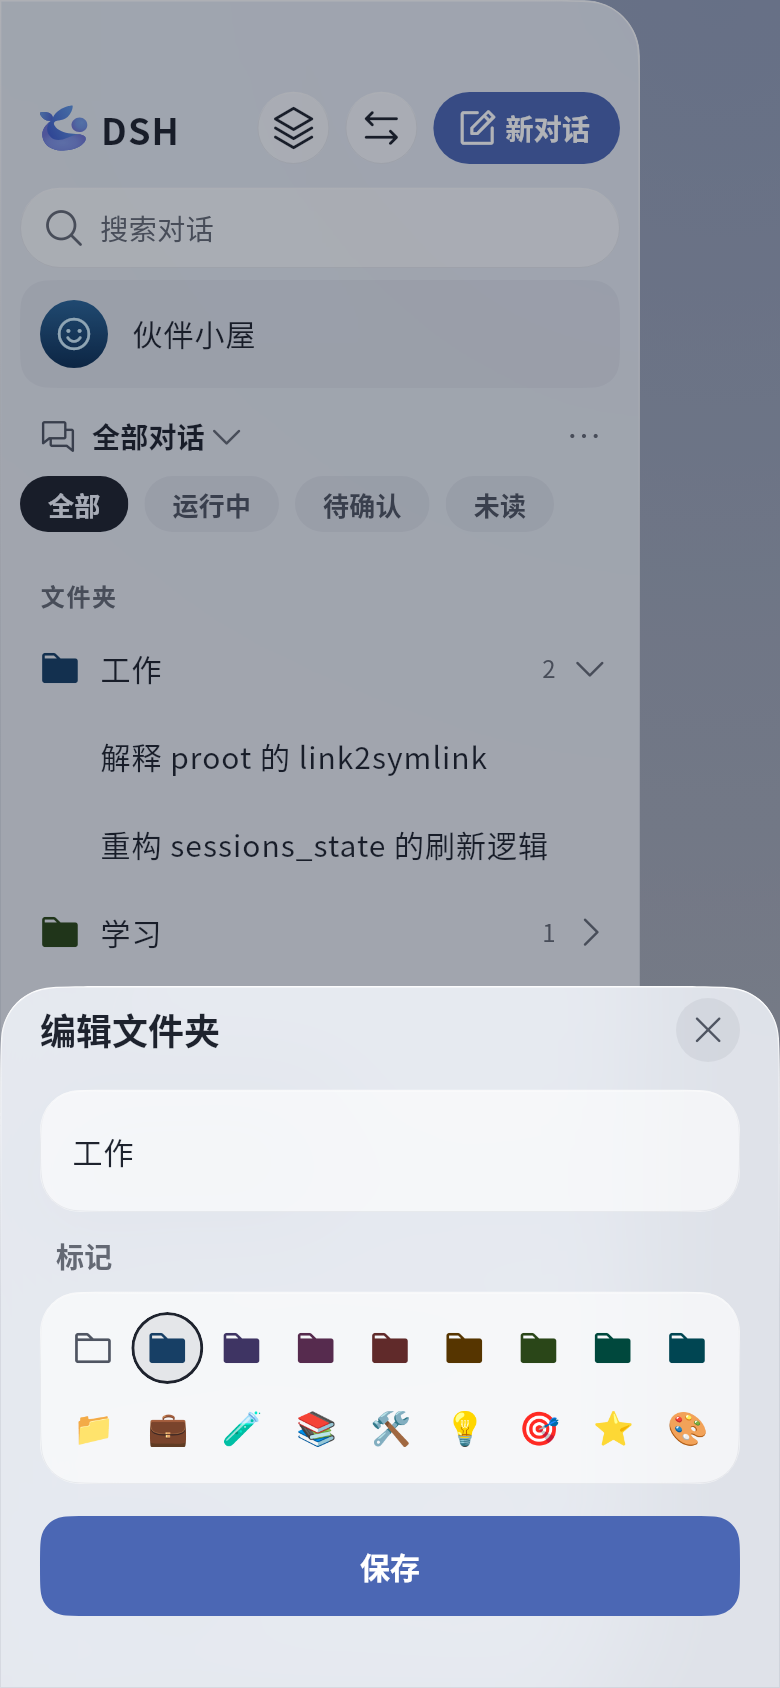 DSH
新对话
搜索对话
伙伴小屋
全部对话
全部
运行中
待确认
未读
文件夹
工作
2
解释 proot 的 link2symlink
重构 sessions_state 的刷新逻辑
学习
1
编辑文件夹
工作
标记
保存